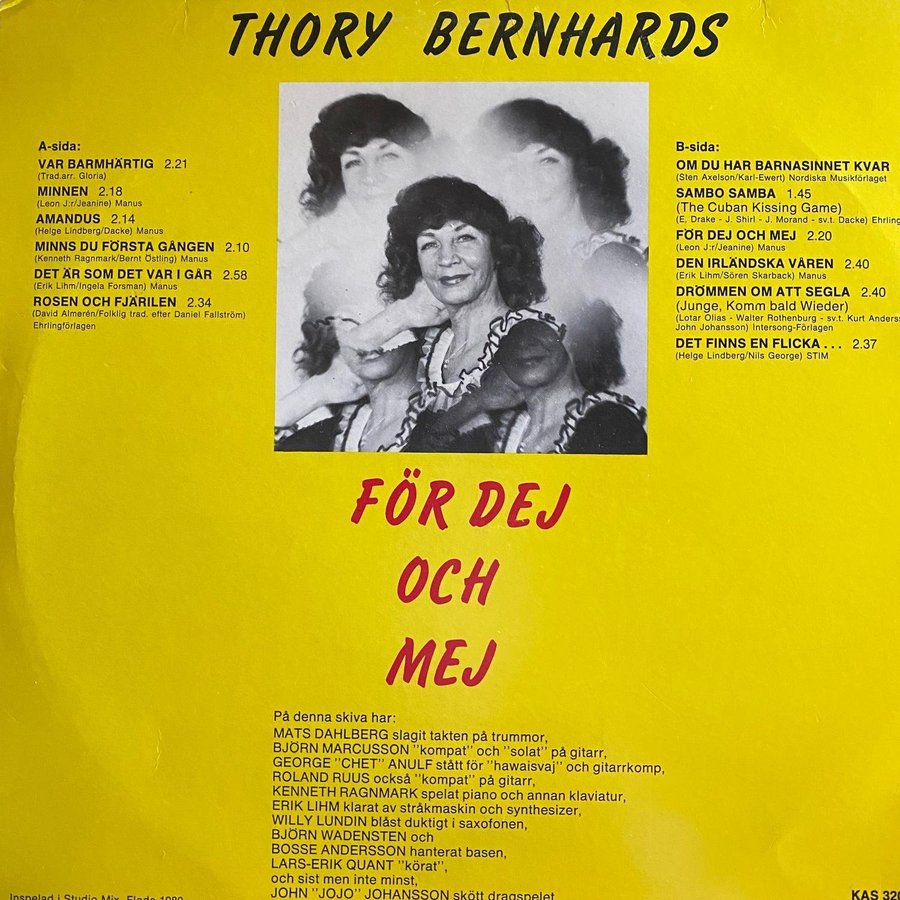 THORY BERNHARDS
A-sida:
VAR BARMHÄRTIG 2.21
(Trad.arr. Gloria)
MINNEN 2.18
(Leon J:r/Jeanine) Manus
AMANDUS 2.14
(Helge Lindberg/Dacke) Manus
MINNS DU FÖRSTA GÅNGEN 2.10
(Kenneth Ragnmark/Bernt Östling) Manus
DET ÄR SOM DET VAR I GÅR 2.58
(Erik Lihm/Ingela Forsman) Manus
ROSEN OCH FJÄRILEN 2.34
(David Almerén/Folklig trad. efter Daniel Fallström)
Ehrlingförlagen
B-sida:
OM DU HAR BARNASINNET KVAR
(Sten Axelson/Karl-Ewert) Nordiska Musikförlaget
SAMBO SAMBA 1.45
(The Cuban Kissing Game)
(E. Drake - J. Shirl - J. Morand - sv.t. Dacke) Ehrling
FÖR DEJ OCH MEJ 2.20
(Leon J:r/Jeanine) Manus
DEN IRLÄNDSKA VÅREN 2.40
(Erik Lihm/Sören Skarback) Manus
DRÖMMEN OM ATT SEGLA 2.40
(Junge, Komm bald Wieder)
(Lotar Olias - Walter Rothenburg - sv.t. Kurt Anders
John Johansson) Intersong-Förlagen
DET FINNS EN FLICKA . . . 2.37
(Helge Lindberg/Nils George) STIM
FÖR DEJ
OCH
MEJ
På denna skiva har:
MATS DAHLBERG slagit takten på trummor,
BJÖRN MARCUSSON "kompat" och "solat" på gitarr,
GEORGE "CHET" ANULF stått för "hawaisvaj" och gitarrkomp,
ROLAND RUUS också "kompat" på gitarr,
KENNETH RAGNMARK spelat piano och annan klaviatur,
ERIK LIHM klarat av stråkmaskin och synthesizer,
WILLY LUNDIN blåst duktigt i saxofonen,
BJÖRN WADENSTEN och
BOSSE ANDERSSON hanterat basen,
LARS-ERIK QUANT "körat",
och sist men inte minst,
JOHN "JOJO" JOHANSSON skött dragspelet
Inspelad i Studio Mix, Floda 1980
KAS 320